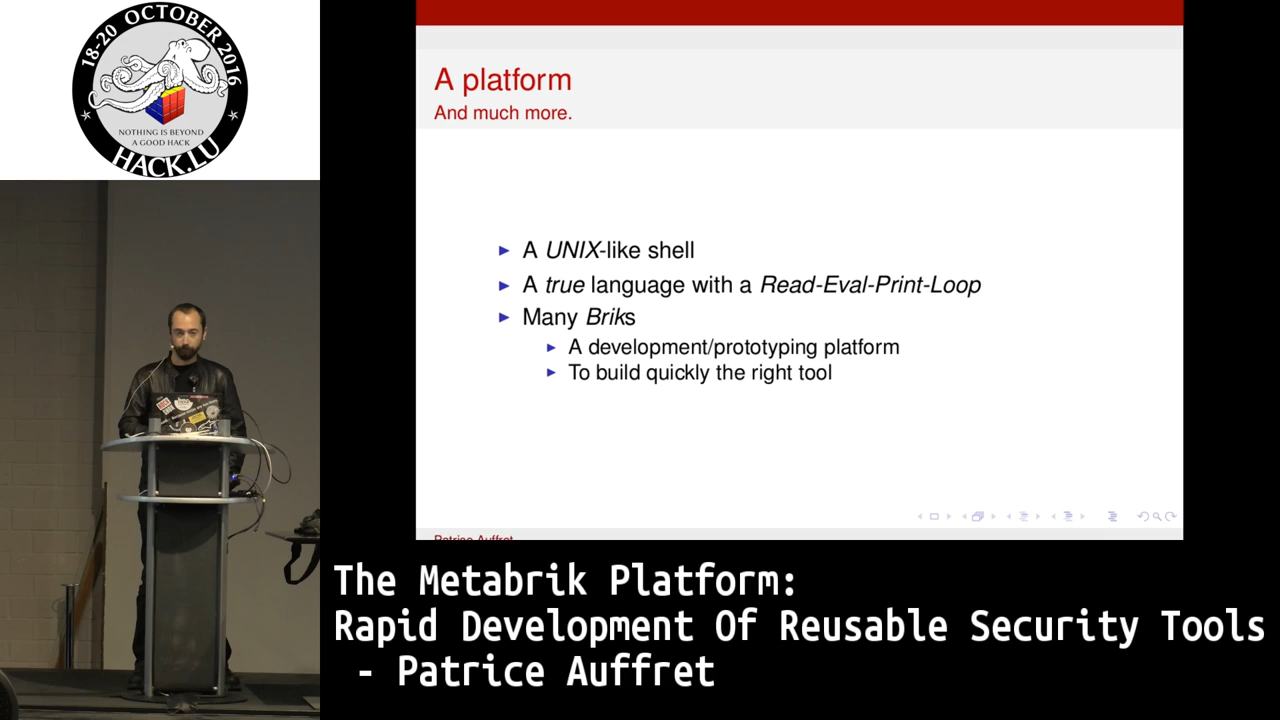 18-20 OCTOBER 2016
NOTHING IS BEYOND
A GOOD HACK
HACK.LU
A platform
And much more.
A UNIX-like shell
A true language with a Read-Eval-Print-Loop
Many Briks
A development/prototyping platform
To build quickly the right tool
Patrice Auffret
The Metabrik Platform:
Rapid Development Of Reusable Security Tools
- Patrice Auffret